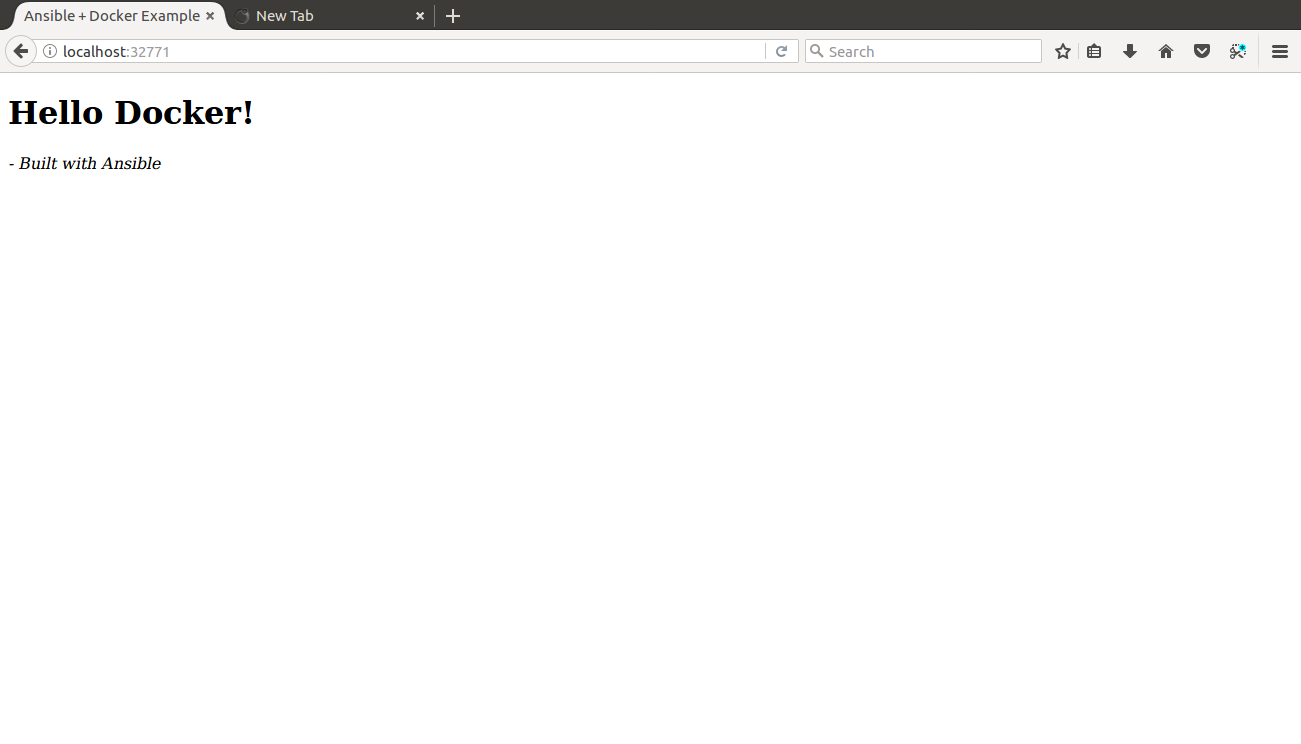 Ansible + Docker Example
New Tab
localhost:32771
Search
Hello Docker!
- Built with Ansible